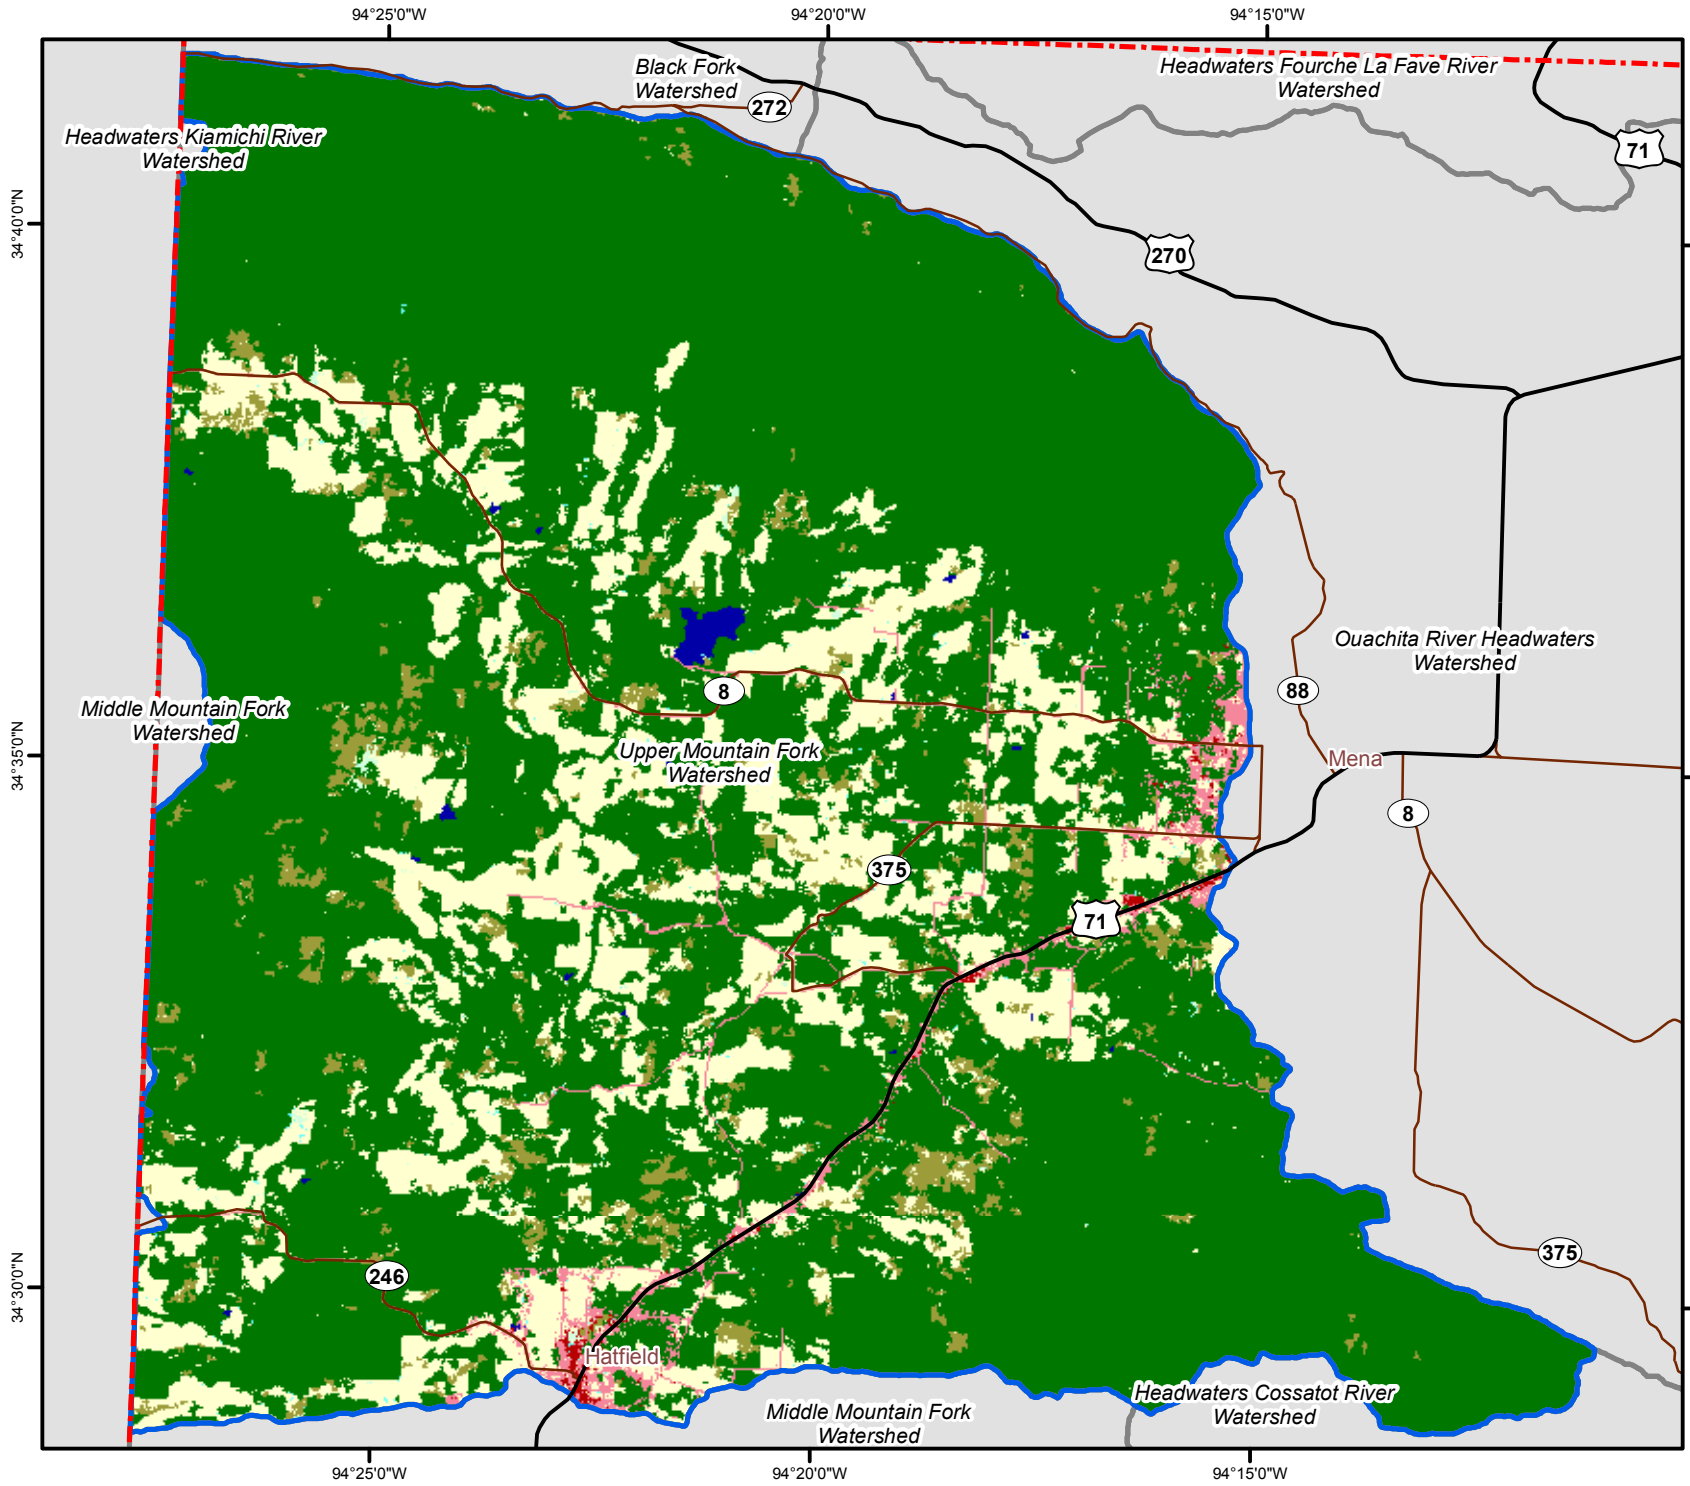 94°25'0"W
94°20'0"W
94°15'0"W
Black Fork
Watershed
Headwaters Fourche La Fave River
Watershed
272
71
Headwaters Kiamichi River
Watershed
34°40'0"N
270
Ouachita River Headwaters
Watershed
88
8
Middle Mountain Fork
Watershed
34°35'0"N
Upper Mountain Fork
Watershed
Mena
8
375
71
375
34°30'0"N
246
Hatfield
Headwaters Cossatot River
Watershed
Middle Mountain Fork
Watershed
94°25'0"W
94°20'0"W
94°15'0"W